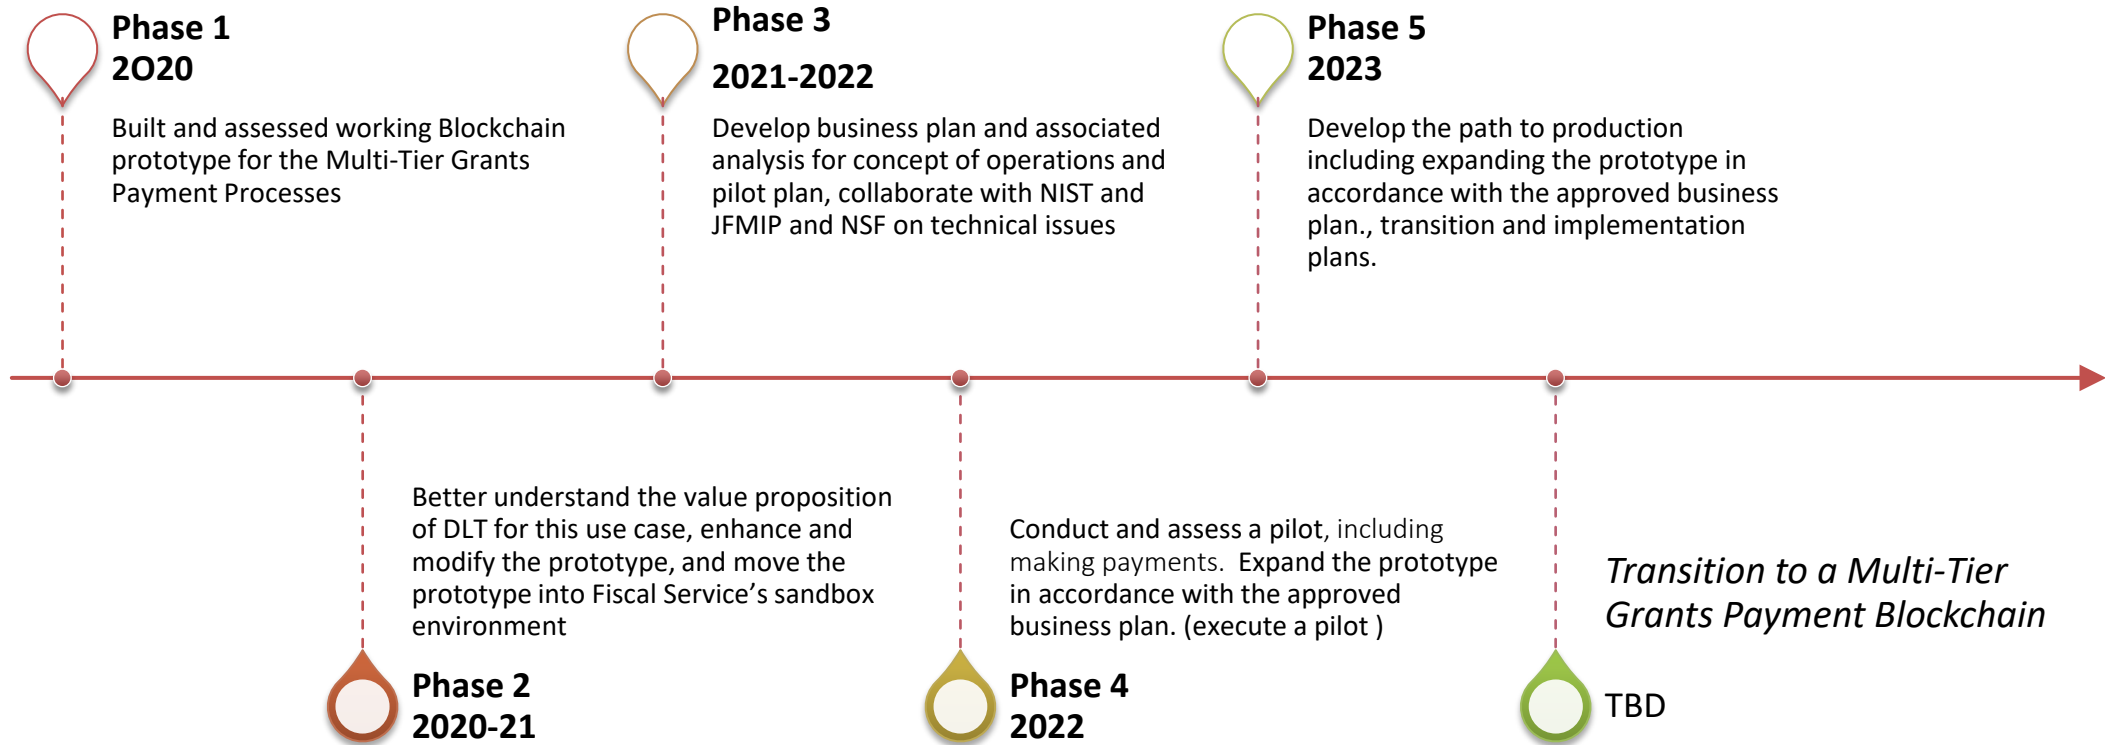 Phase 1
2O20
Built and assessed working Blockchain
prototype for the Multi-Tier Grants
Payment Processes
Better understand the value proposition
of DLT for this use case, enhance and
modify the prototype, and move the
prototype into Fiscal Service’s sandbox
environment
Phase 2
2020-21
Phase 3
2021-2022
Develop business plan and associated
analysis for concept of operations and
pilot plan, collaborate with NIST and
JFMIP and NSF on technical issues
Conduct and assess a pilot, including
making payments.  Expand the prototype
in accordance with the approved
business plan. (execute a pilot )
Phase 4
2022
Phase 5
2023
Develop the path to production
including expanding the prototype in
accordance with the approved business
plan., transition and implementation
plans.
Transition to a Multi-Tier
Grants Payment Blockchain
TBD